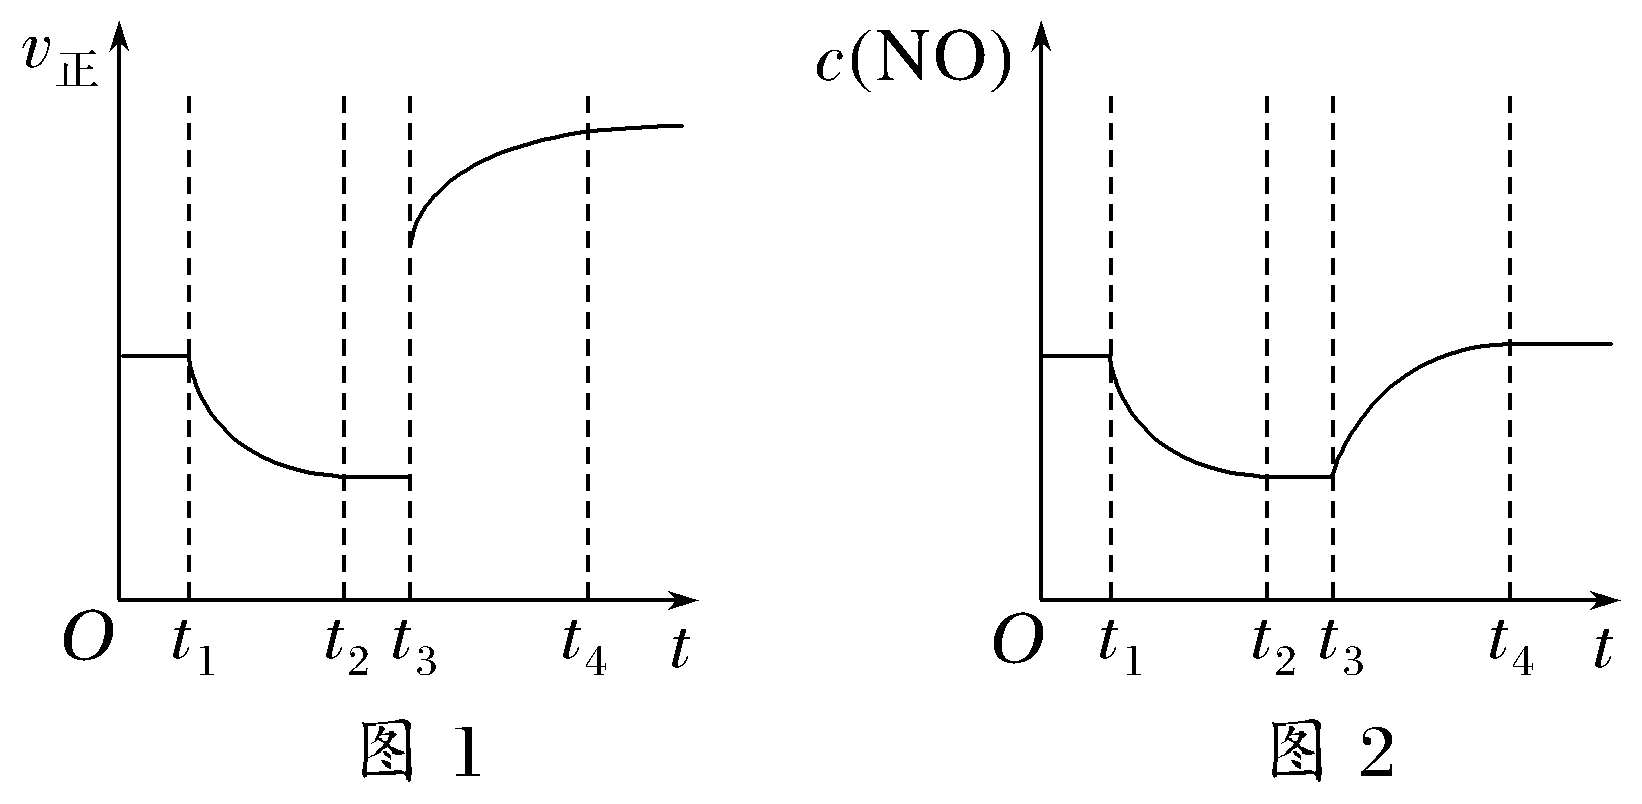 v正
O t₁ t₂ t₃ t₄ t
图 1
c(NO)
O t₁ t₂ t₃ t₄ t
图 2